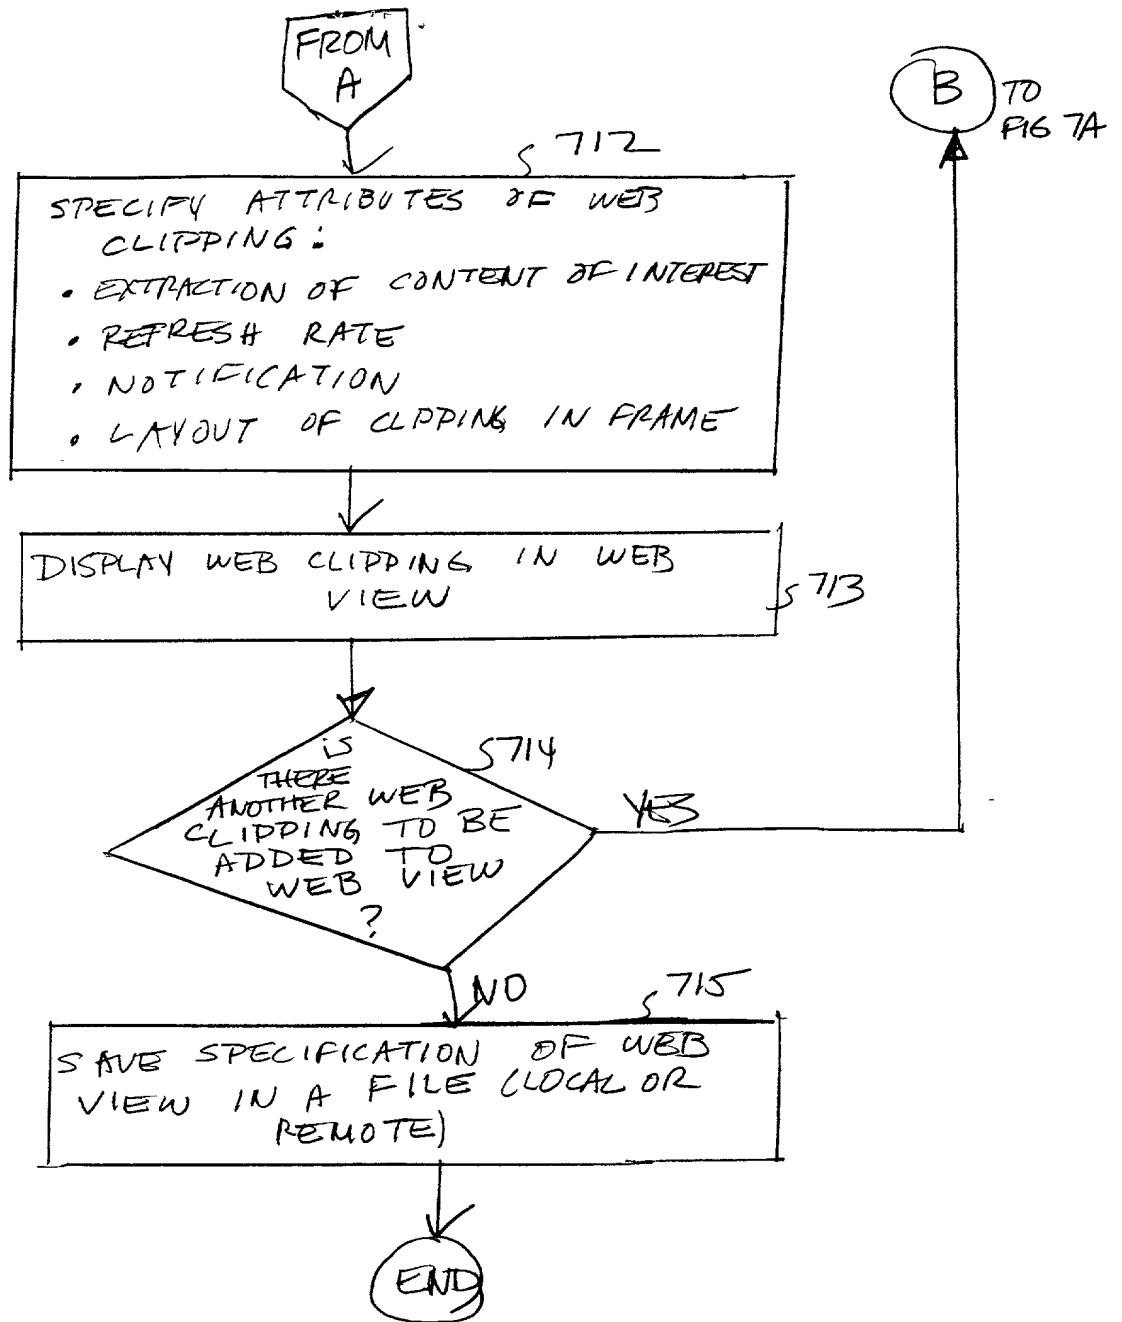 FROM
A
B
TO
FIG 7A
712
SPECIFY ATTRIBUTES OF WEB
CLIPPING:
• EXTRACTION OF CONTENT OF INTEREST
• REFRESH RATE
• NOTIFICATION
• LAYOUT OF CLIPPING IN FRAME
DISPLAY WEB CLIPPING IN WEB
VIEW
713
714
is
THERE
ANOTHER WEB
CLIPPING TO BE
ADDED TO
WEB VIEW
?
YES
NO
715
SAVE SPECIFICATION OF WEB
VIEW IN A FILE (LOCAL OR
REMOTE)
END